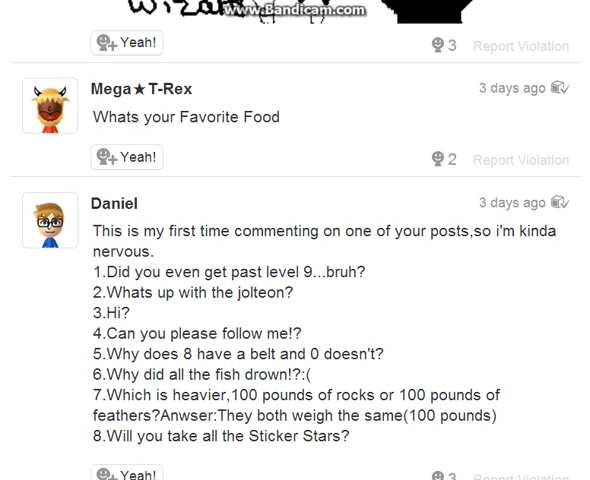 Wizard
www.Bandicam.com
Yeah!
3 Report Violation
Mega★T-Rex
3 days ago
Whats your Favorite Food
Yeah!
2 Report Violation
Daniel
3 days ago
This is my first time commenting on one of your posts,so i'm kinda
nervous.
1.Did you even get past level 9...bruh?
2.Whats up with the jolteon?
3.Hi?
4.Can you please follow me!?
5.Why does 8 have a belt and 0 doesn't?
6.Why did all the fish drown!?:(
7.Which is heavier,100 pounds of rocks or 100 pounds of
feathers?Anwser:They both weigh the same(100 pounds)
8.Will you take all the Sticker Stars?
Yeah!
3 Report Violation